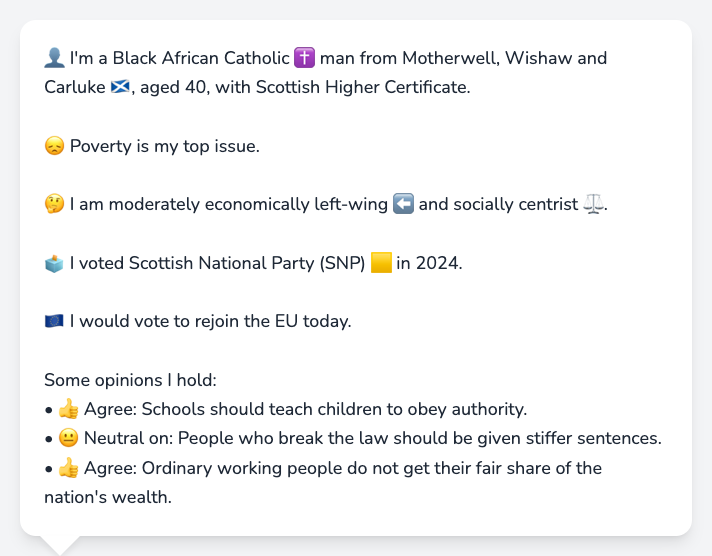 👤 I'm a Black African Catholic ✝️ man from Motherwell, Wishaw and
Carluke 🏴󠁧󠁢󠁳󠁣󠁴󠁿, aged 40, with Scottish Higher Certificate.
😞 Poverty is my top issue.
🤔 I am moderately economically left-wing ⬅️ and socially centrist ⚖️.
🗳️ I voted Scottish National Party (SNP) 🟨 in 2024.
🇪🇺 I would vote to rejoin the EU today.
Some opinions I hold:
• 👍 Agree: Schools should teach children to obey authority.
• 😐 Neutral on: People who break the law should be given stiffer sentences.
• 👍 Agree: Ordinary working people do not get their fair share of the
nation's wealth.